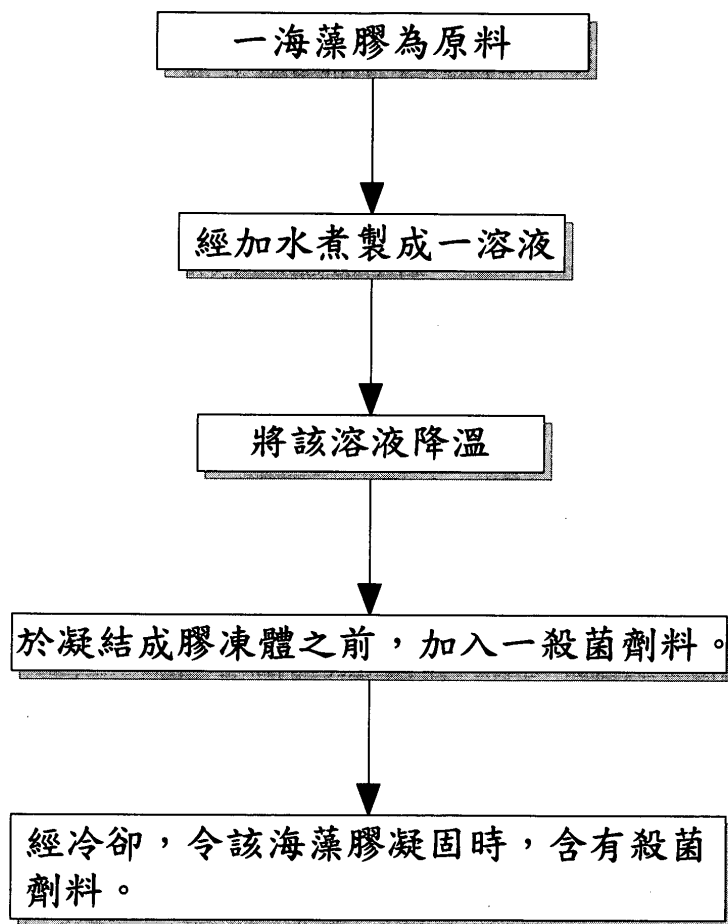 一海藻膠為原料
經加水煮製成一溶液
將該溶液降溫
於凝結成膠凍體之前，加入一殺菌劑料。
經冷卻，令該海藻膠凝固時，含有殺菌
劑料。